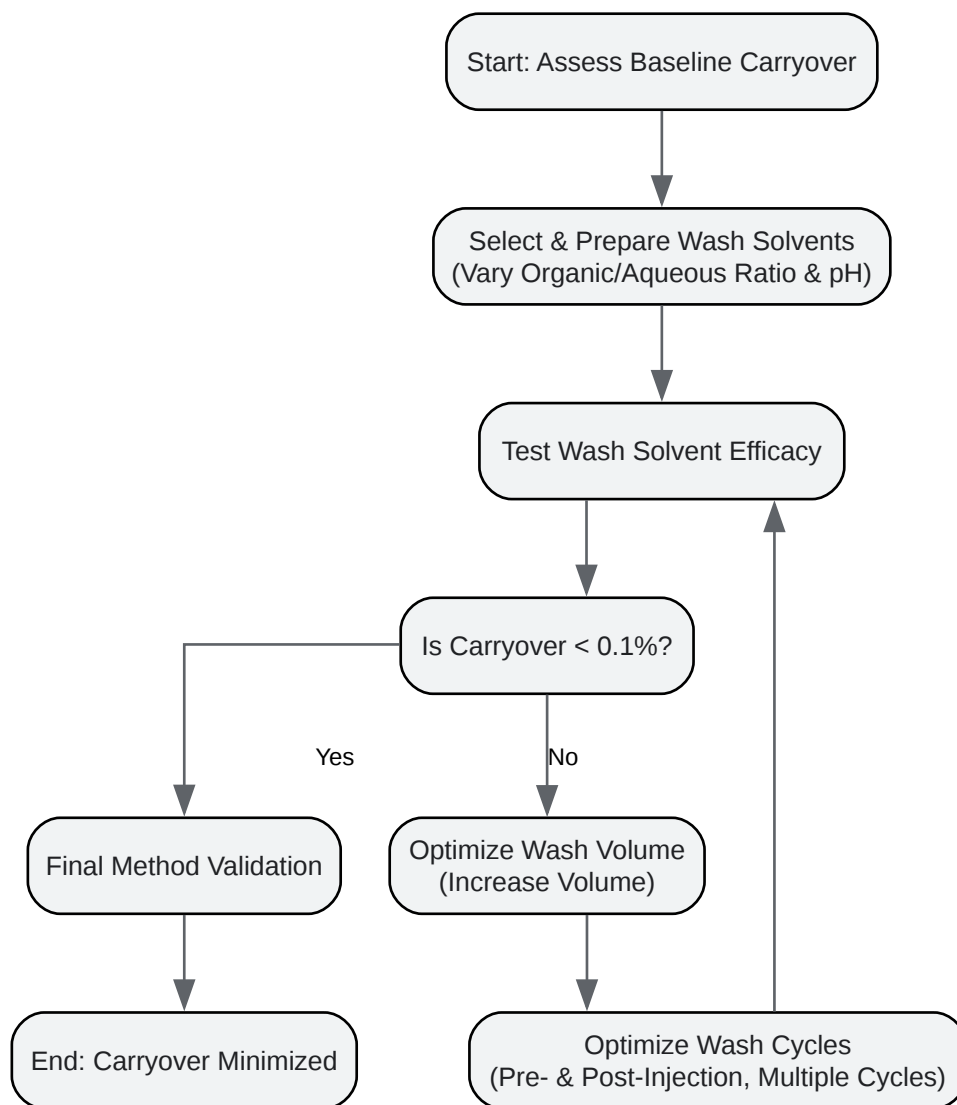 Start: Assess Baseline Carryover
Select & Prepare Wash Solvents
(Vary Organic/Aqueous Ratio & pH)
Test Wash Solvent Efficacy
Is Carryover < 0.1%?
Yes
No
Final Method Validation
Optimize Wash Volume
(Increase Volume)
End: Carryover Minimized
Optimize Wash Cycles
(Pre- & Post-Injection, Multiple Cycles)